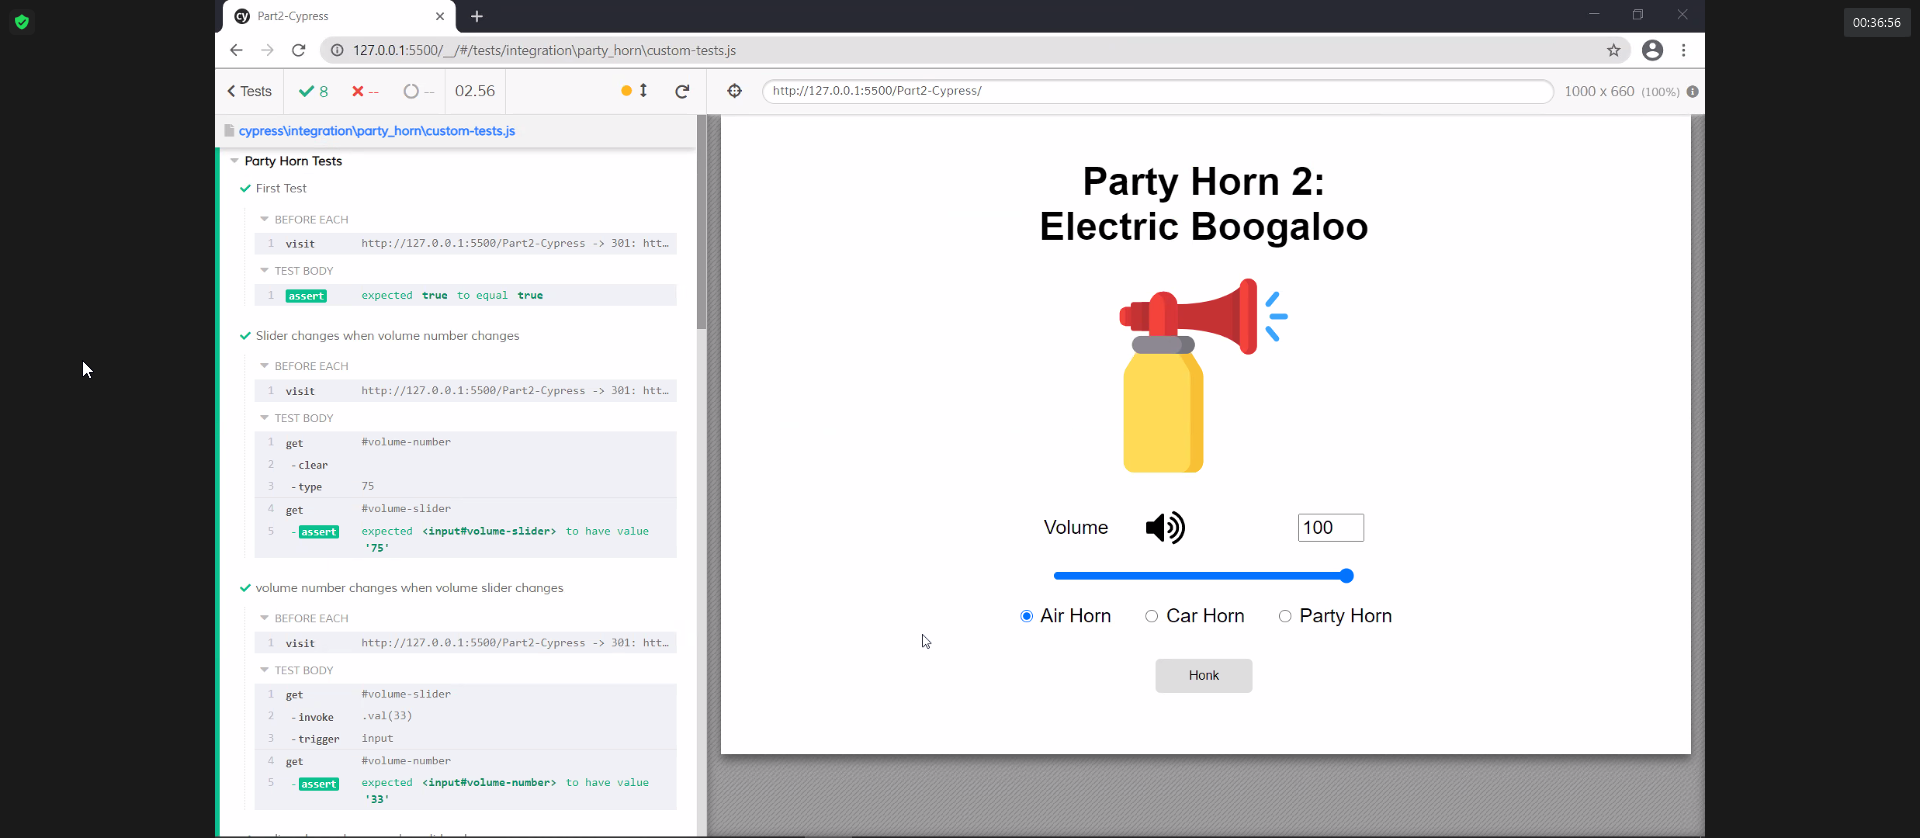 00:36:56
cy Part2-Cypress
127.0.0.1:5500/__/#/tests/integration\party_horn\custom-tests.js
Tests 8 -- -- 02.56
http://127.0.0.1:5500/Part2-Cypress/ 1000 x 660 (100%)
cypress\integration\party_horn\custom-tests.js
Party Horn Tests
First Test
BEFORE EACH
1 visit http://127.0.0.1:5500/Part2-Cypress -> 301: htt…
TEST BODY
1 assert expected true to equal true
Slider changes when volume number changes
BEFORE EACH
1 visit http://127.0.0.1:5500/Part2-Cypress -> 301: htt…
TEST BODY
1 get #volume-number
2 -clear
3 -type 75
4 get #volume-slider
5 -assert expected <input#volume-slider> to have value
'75'
volume number changes when volume slider changes
BEFORE EACH
1 visit http://127.0.0.1:5500/Part2-Cypress -> 301: htt…
TEST BODY
1 get #volume-slider
2 -invoke .val(33)
3 -trigger input
4 get #volume-number
5 -assert expected <input#volume-number> to have value
'33'
Party Horn 2:
Electric Boogaloo
Volume 100
Air Horn Car Horn Party Horn
Honk